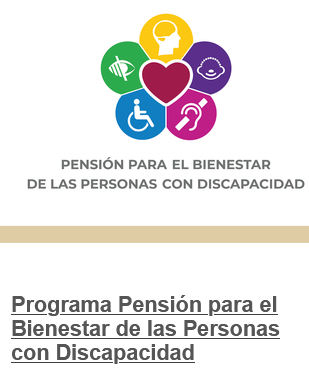 PENSIÓN PARA EL BIENESTAR
DE LAS PERSONAS CON DISCAPACIDAD
Programa Pensión para el
Bienestar de las Personas
con Discapacidad